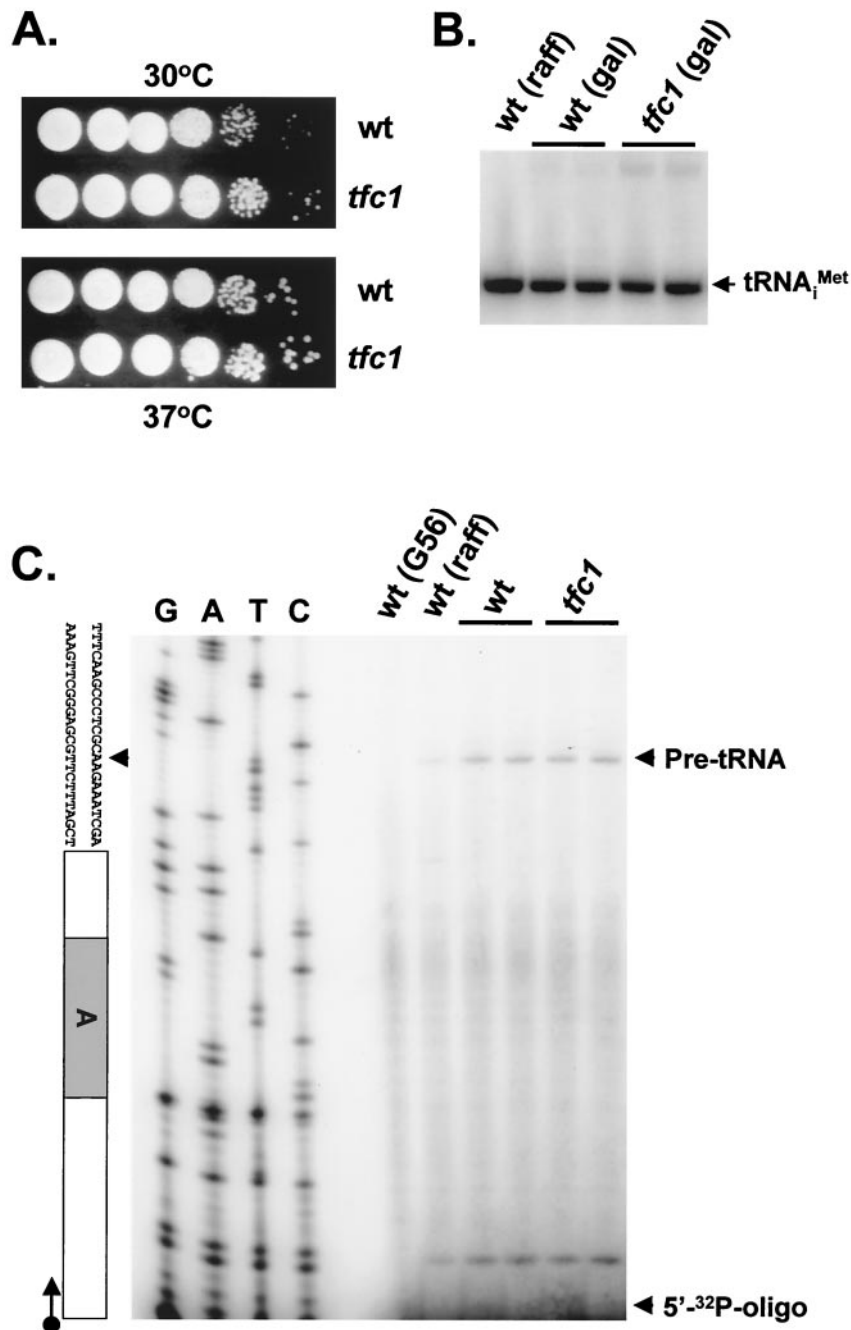 A.
30°C
wt
tfc1
wt
tfc1
37°C
B.
wt (raff)
wt (gal)
tfc1 (gal)
tRNAiMet
C.
G A T C
wt (G56)
wt (raff)
wt
tfc1
TTTCAAGCCCTCGCAAGAAATCGA
AAAGTTCGGGAGCGTTCTTTAGCT
A
Pre-tRNA
5'-32P-oligo